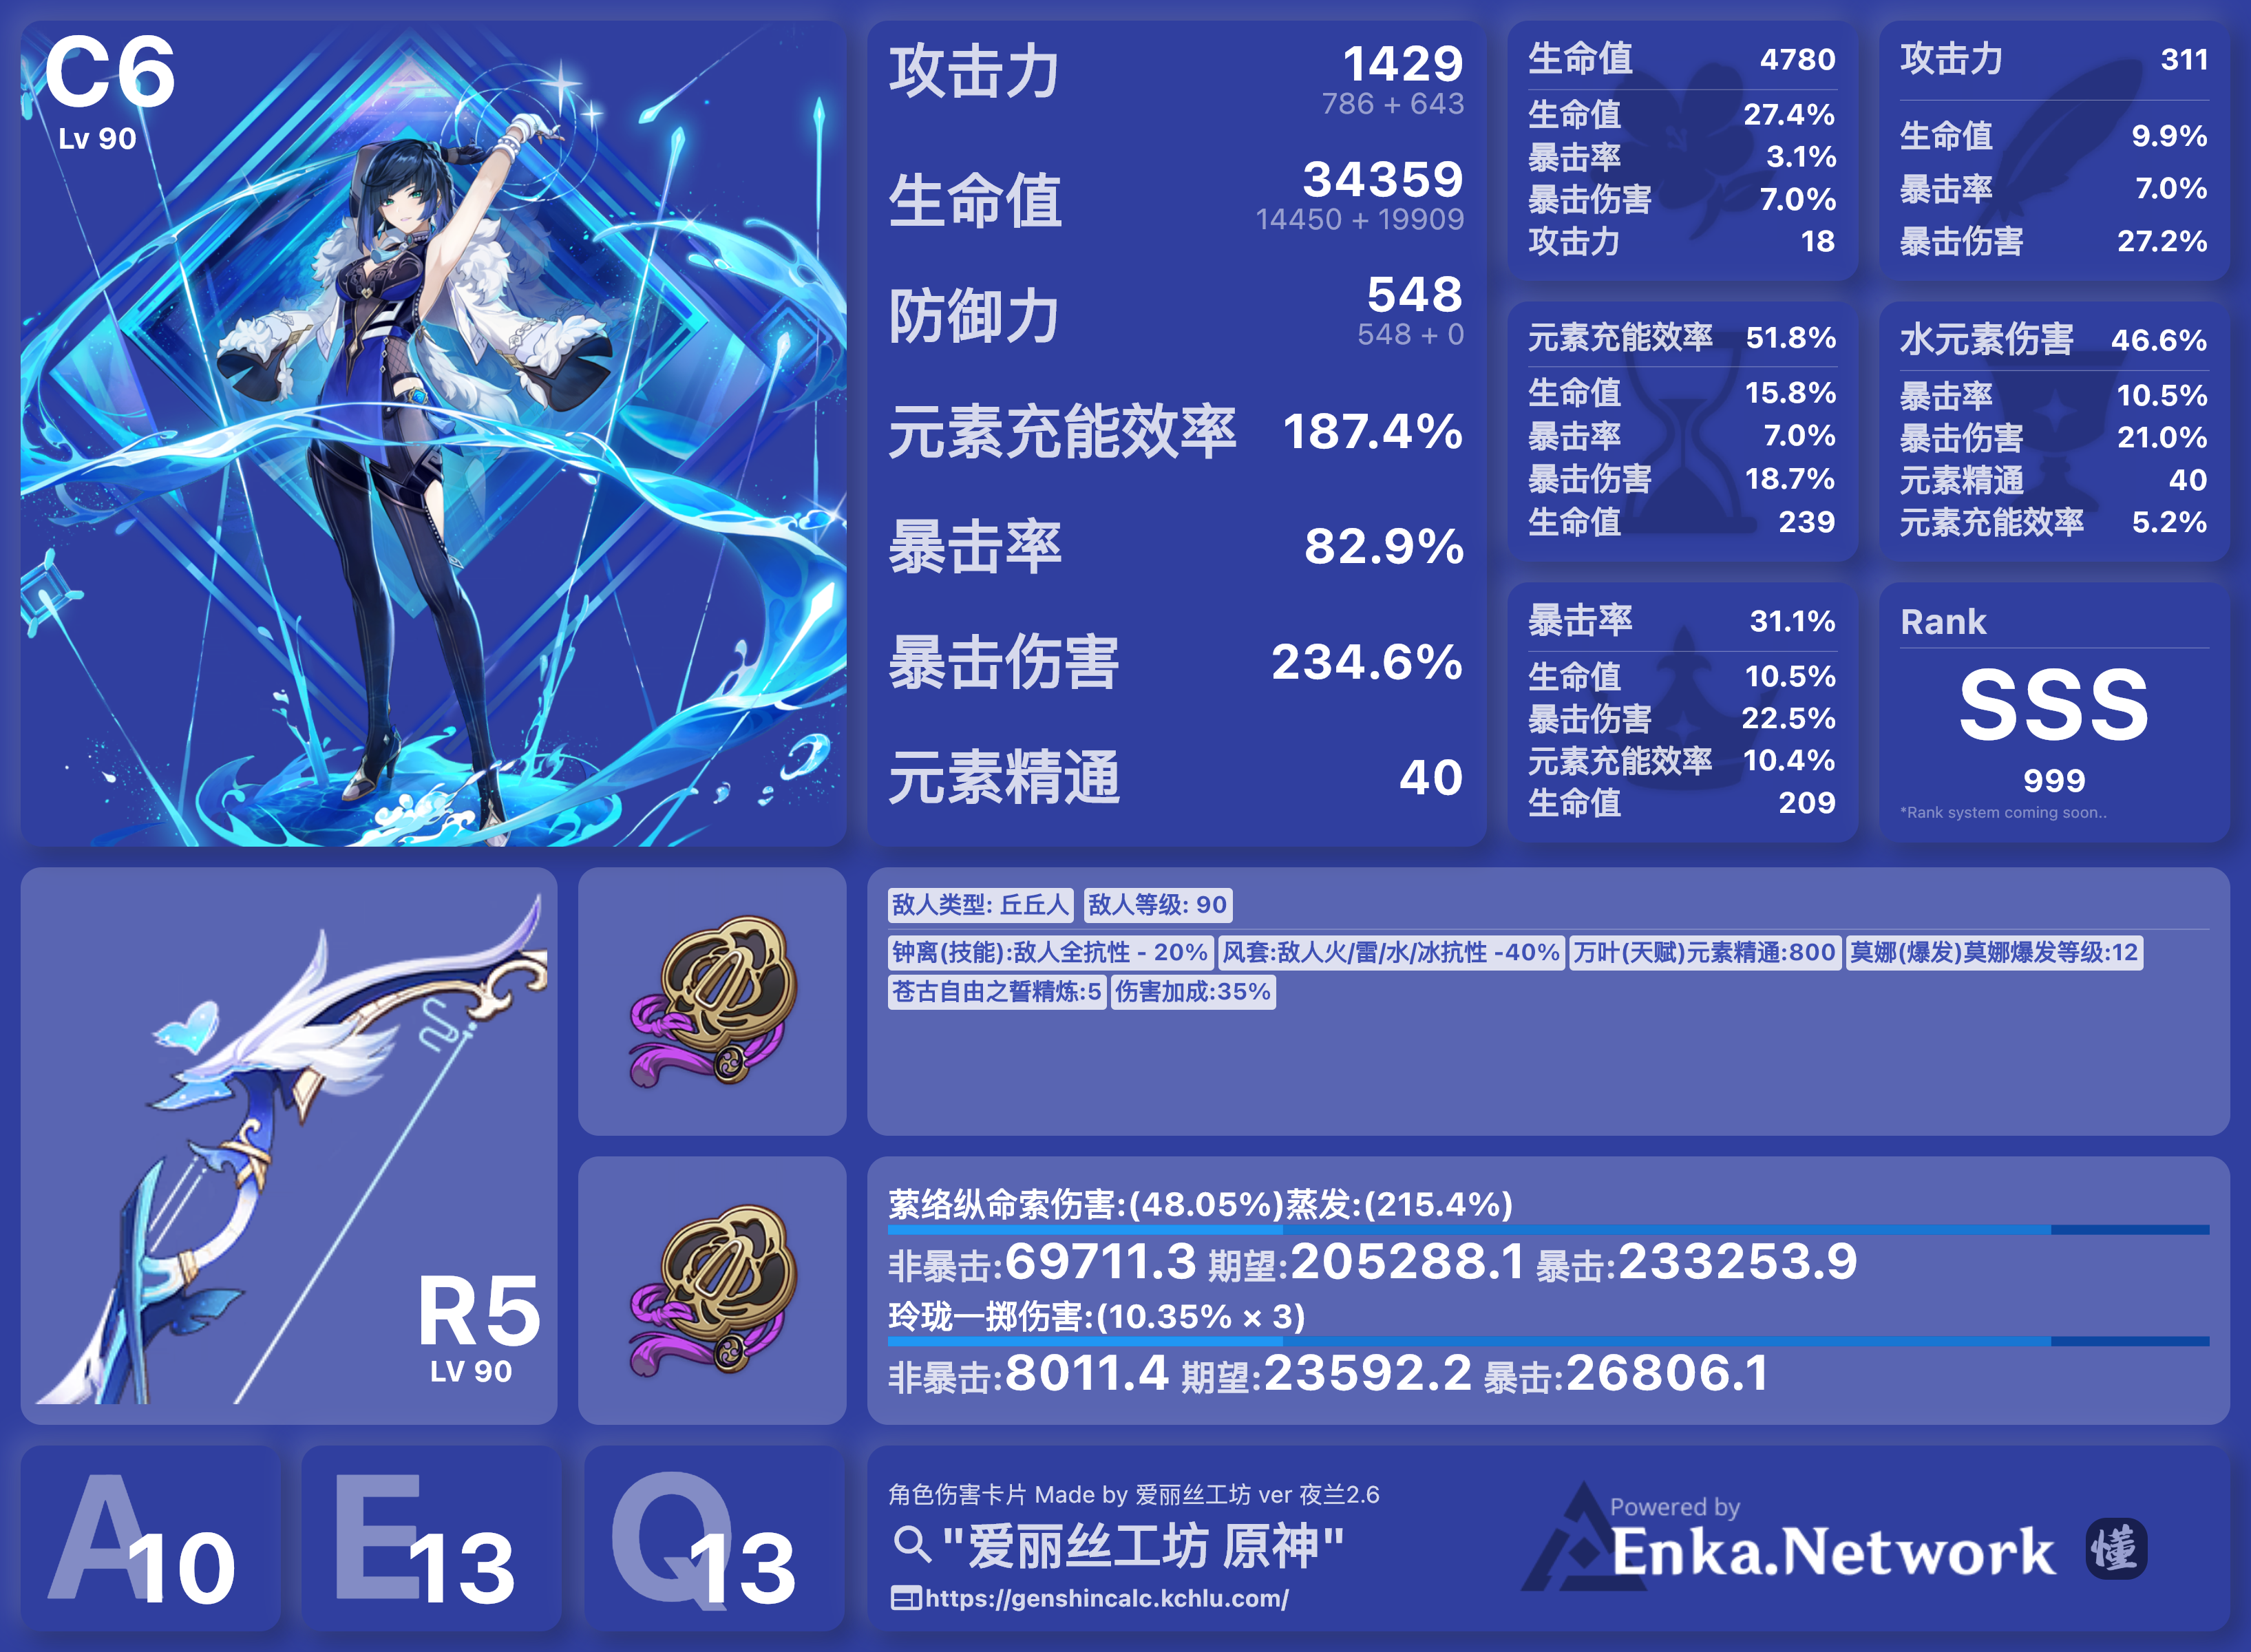 C6
Lv 90
攻击力 1429
786 + 643
生命值 34359
14450 + 19909
防御力 548
548 + 0
元素充能效率 187.4%
暴击率 82.9%
暴击伤害 234.6%
元素精通 40
生命值 4780
生命值 27.4%
暴击率 3.1%
暴击伤害 7.0%
攻击力 18
攻击力 311
生命值 9.9%
暴击率 7.0%
暴击伤害 27.2%
元素充能效率 51.8%
生命值 15.8%
暴击率 7.0%
暴击伤害 18.7%
生命值 239
水元素伤害 46.6%
暴击率 10.5%
暴击伤害 21.0%
元素精通 40
元素充能效率 5.2%
暴击率 31.1%
生命值 10.5%
暴击伤害 22.5%
元素充能效率 10.4%
生命值 209
Rank
SSS
999
*Rank system coming soon..
R5
LV 90
敌人类型: 丘丘人 敌人等级: 90
钟离(技能):敌人全抗性 - 20% 风套:敌人火/雷/水/冰抗性 -40% 万叶(天赋)元素精通:800 莫娜(爆发)莫娜爆发等级:12
苍古自由之誓精炼:5 伤害加成:35%
萦络纵命索伤害:(48.05%)蒸发:(215.4%)
非暴击:69711.3 期望:205288.1 暴击:233253.9
玲珑一掷伤害:(10.35% × 3)
非暴击:8011.4 期望:23592.2 暴击:26806.1
A 10
E 13
Q 13
角色伤害卡片 Made by 爱丽丝工坊 ver 夜兰2.6
"爱丽丝工坊 原神"
https://genshincalc.kchlu.com/
Powered by
Enka.Network
懂